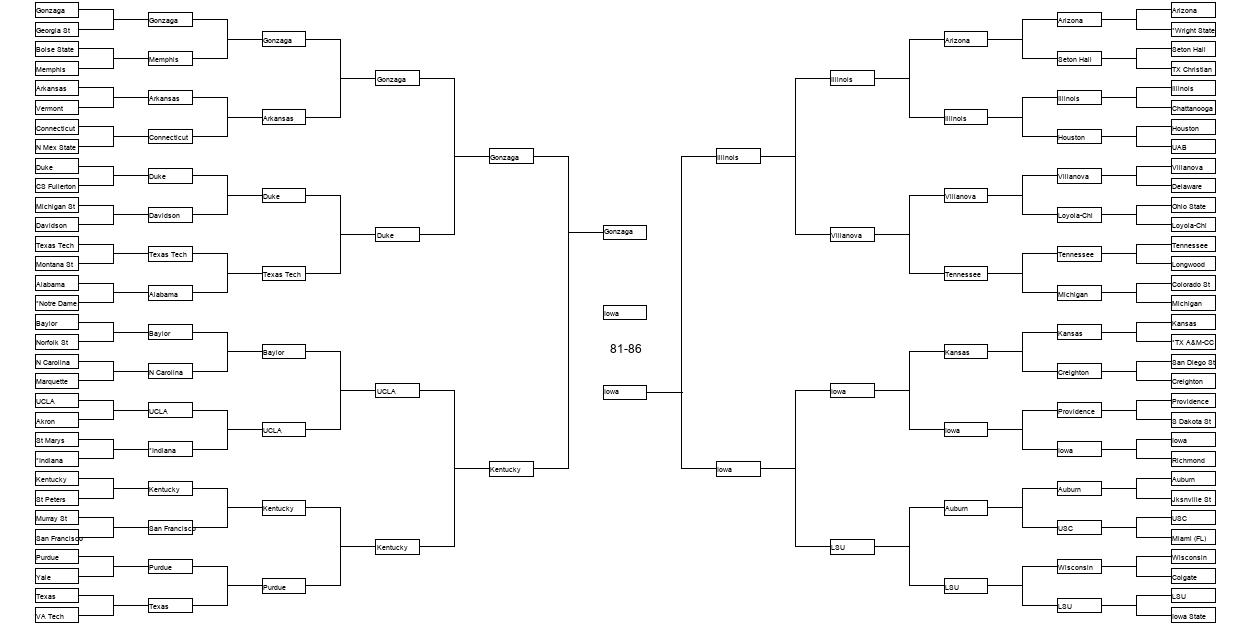 Gonzaga
Georgia St
Boise State
Memphis
Arkansas
Vermont
Connecticut
N Mex State
Duke
CS Fullerton
Michigan St
Davidson
Texas Tech
Montana St
Alabama
*Notre Dame
Baylor
Norfolk St
N Carolina
Marquette
UCLA
Akron
St Marys
*Indiana
Kentucky
St Peters
Murray St
San Francisco
Purdue
Yale
Texas
VA Tech
Gonzaga
Memphis
Arkansas
Connecticut
Duke
Davidson
Texas Tech
Alabama
Baylor
N Carolina
UCLA
*Indiana
Kentucky
San Francisco
Purdue
Texas
Gonzaga
Arkansas
Duke
Texas Tech
Baylor
UCLA
Kentucky
Purdue
Gonzaga
Duke
UCLA
Kentucky
Gonzaga
Kentucky
Gonzaga
Iowa
81-86
Iowa
Illinois
Iowa
Illinois
Villanova
Iowa
LSU
Arizona
Illinois
Villanova
Tennessee
Kansas
Iowa
Auburn
LSU
Arizona
Seton Hall
Illinois
Houston
Villanova
Loyola-Chi
Tennessee
Michigan
Kansas
Creighton
Providence
Iowa
Auburn
USC
Wisconsin
LSU
Arizona
*Wright State
Seton Hall
TX Christian
Illinois
Chattanooga
Houston
UAB
Villanova
Delaware
Ohio State
Loyola-Chi
Tennessee
Longwood
Colorado St
Michigan
Kansas
*TX A&M-CC
San Diego St
Creighton
Providence
S Dakota St
Iowa
Richmond
Auburn
Jksnville St
USC
Miami (FL)
Wisconsin
Colgate
LSU
Iowa State